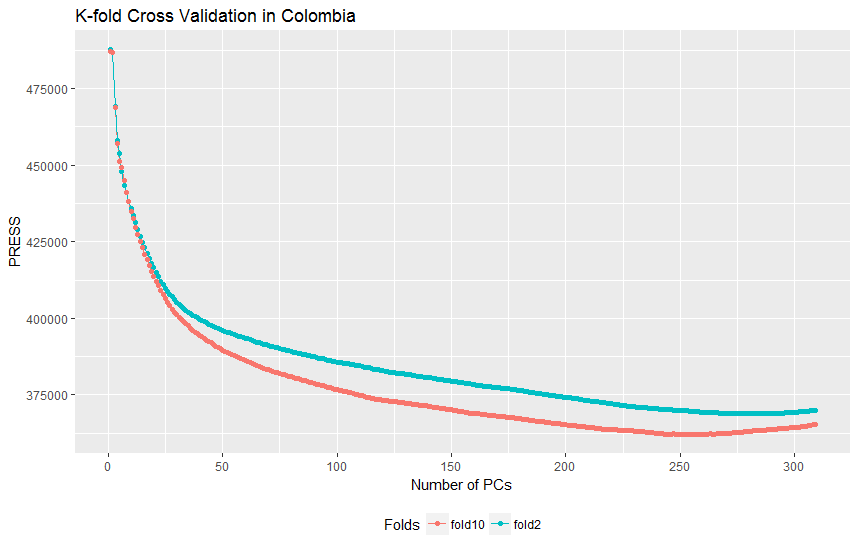 K-fold Cross Validation in Colombia
475000
450000
425000
400000
375000
PRESS
0 50 100 150 200 250 300
Number of PCs
Folds fold10 fold2